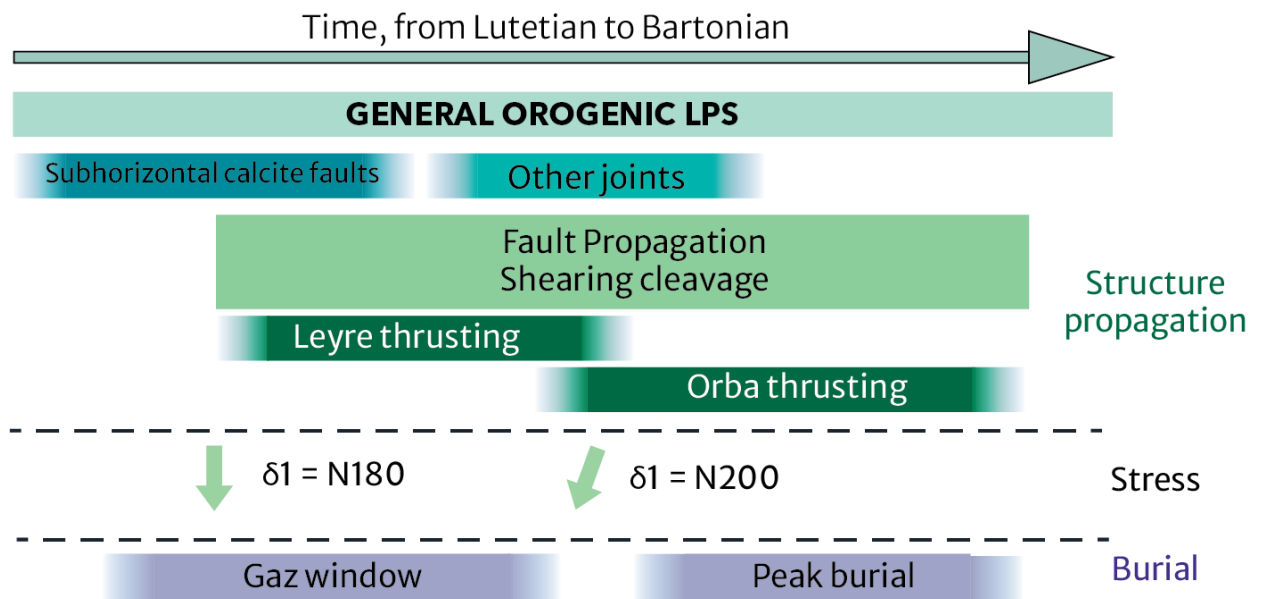 Time, from Lutetian to Bartonian
GENERAL OROGENIC LPS
Subhorizontal calcite faults
Other joints
Fault Propagation
Shearing cleavage
Structure
propagation
Leyre thrusting
Orba thrusting
δ1 = N180
δ1 = N200
Stress
Gaz window
Peak burial
Burial